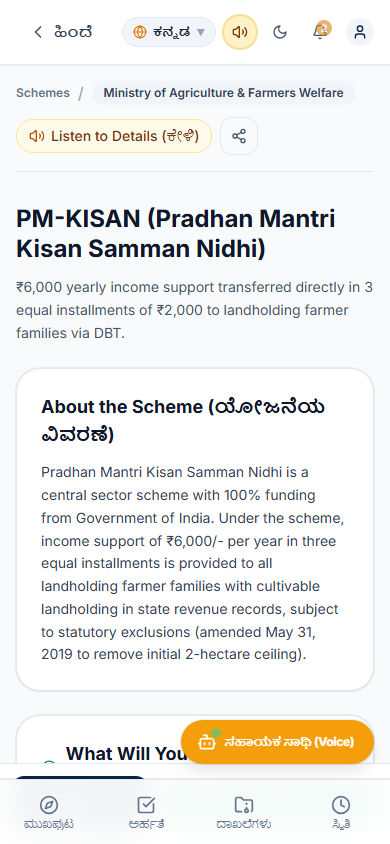 ಹಿಂದೆ
ಕನ್ನಡ ▼
Schemes / Ministry of Agriculture & Farmers Welfare
Listen to Details (ಕೇಳಿ)
PM-KISAN (Pradhan Mantri
Kisan Samman Nidhi)
₹6,000 yearly income support transferred directly in 3
equal installments of ₹2,000 to landholding farmer
families via DBT.
About the Scheme (ಯೋಜನೆಯ
ವಿವರಣೆ)
Pradhan Mantri Kisan Samman Nidhi is a
central sector scheme with 100% funding
from Government of India. Under the scheme,
income support of ₹6,000/- per year in three
equal installments is provided to all
landholding farmer families with cultivable
landholding in state revenue records, subject
to statutory exclusions (amended May 31,
2019 to remove initial 2-hectare ceiling).
What Will You
ಸಹಾಯಕ ಸಾಥಿ (Voice)
ಮುಖಪುಟ
ಅರ್ಹತೆ
ದಾಖಲೆಗಳು
ಸ್ಥಿತಿ